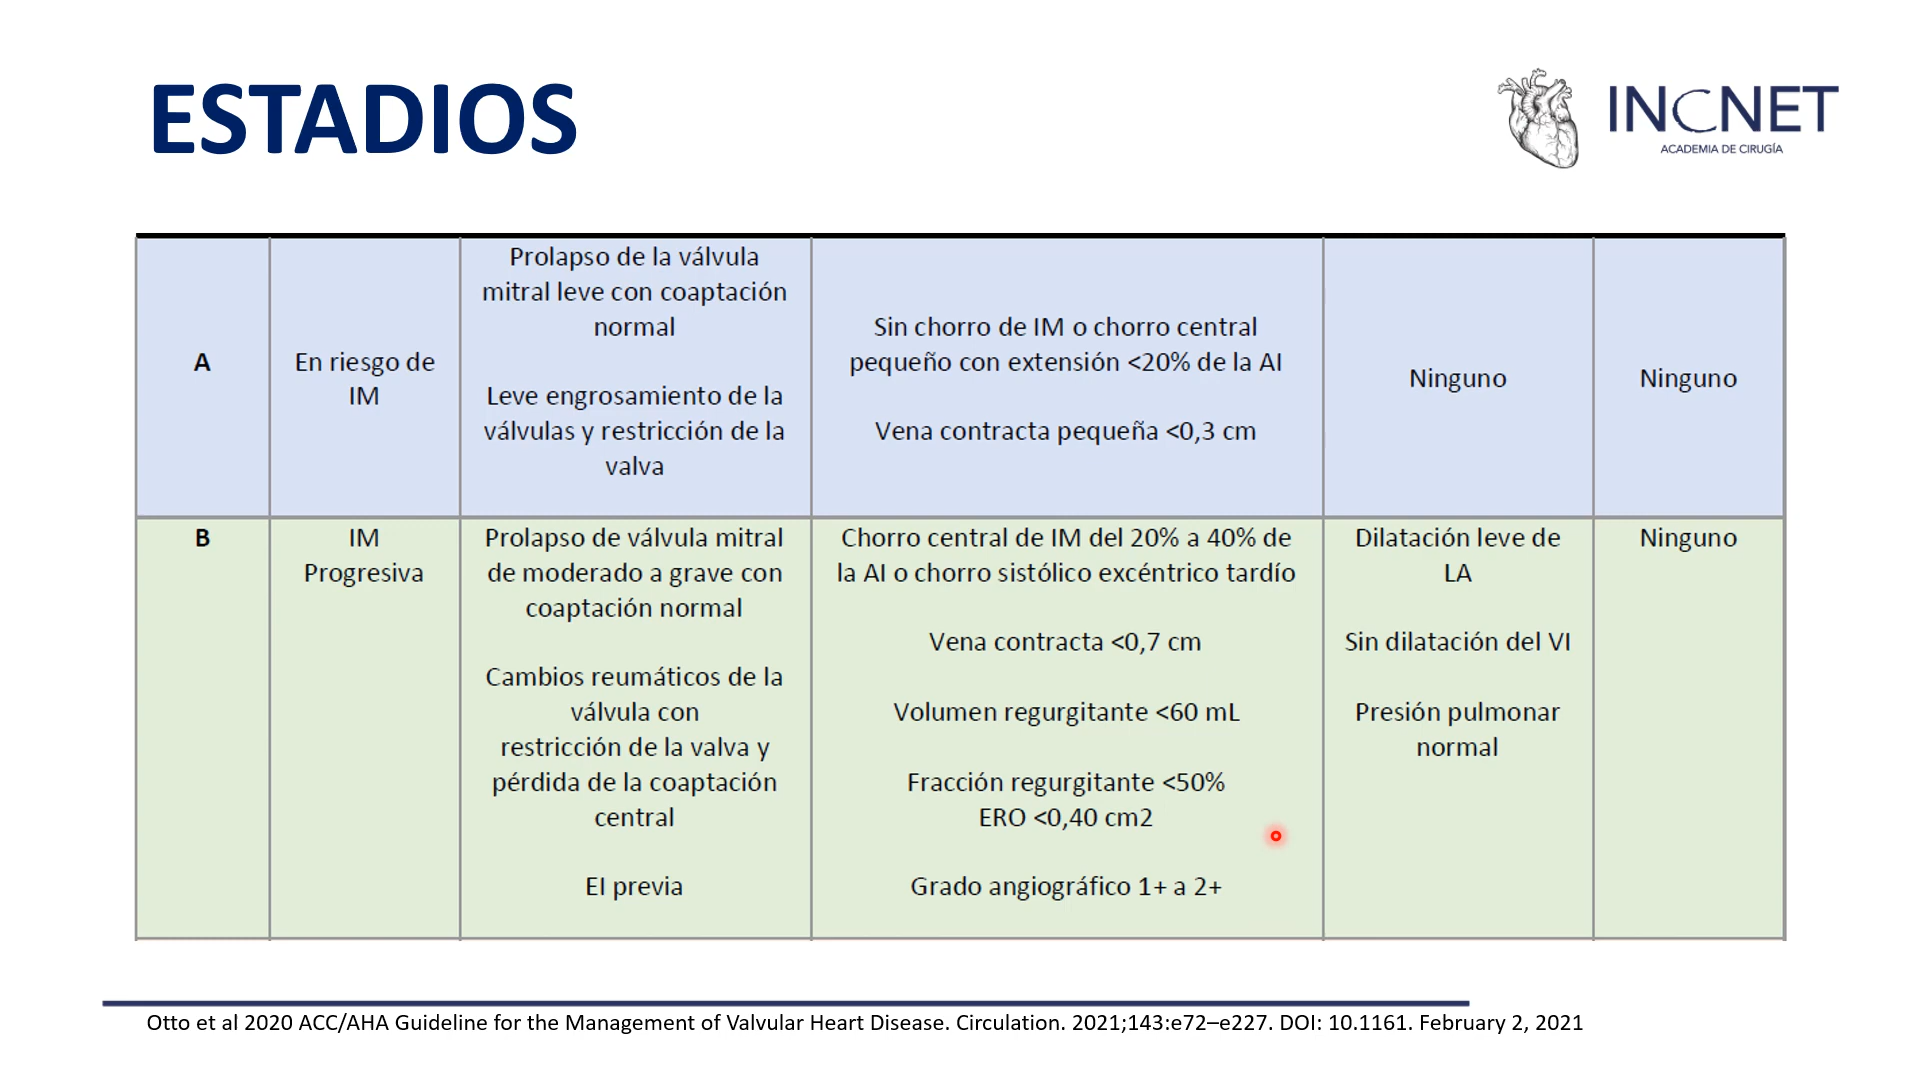 ESTADIOS
INCNET
ACADEMIA DE CIRUGÍA
A
En riesgo de
IM
Prolapso de la válvula
mitral leve con coaptación
normal
Leve engrosamiento de la
válvulas y restricción de la
valva
Sin chorro de IM o chorro central
pequeño con extensión <20% de la AI
Vena contracta pequeña <0,3 cm
Ninguno
Ninguno
B
IM
Progresiva
Prolapso de válvula mitral
de moderado a grave con
coaptación normal
Cambios reumáticos de la
válvula con
restricción de la valva y
pérdida de la coaptación
central
EI previa
Chorro central de IM del 20% a 40% de
la AI o chorro sistólico excéntrico tardío
Vena contracta <0,7 cm
Volumen regurgitante <60 mL
Fracción regurgitante <50%
ERO <0,40 cm2
Grado angiográfico 1+ a 2+
Dilatación leve de
LA
Sin dilatación del VI
Presión pulmonar
normal
Ninguno
Otto et al 2020 ACC/AHA Guideline for the Management of Valvular Heart Disease. Circulation. 2021;143:e72–e227. DOI: 10.1161. February 2, 2021